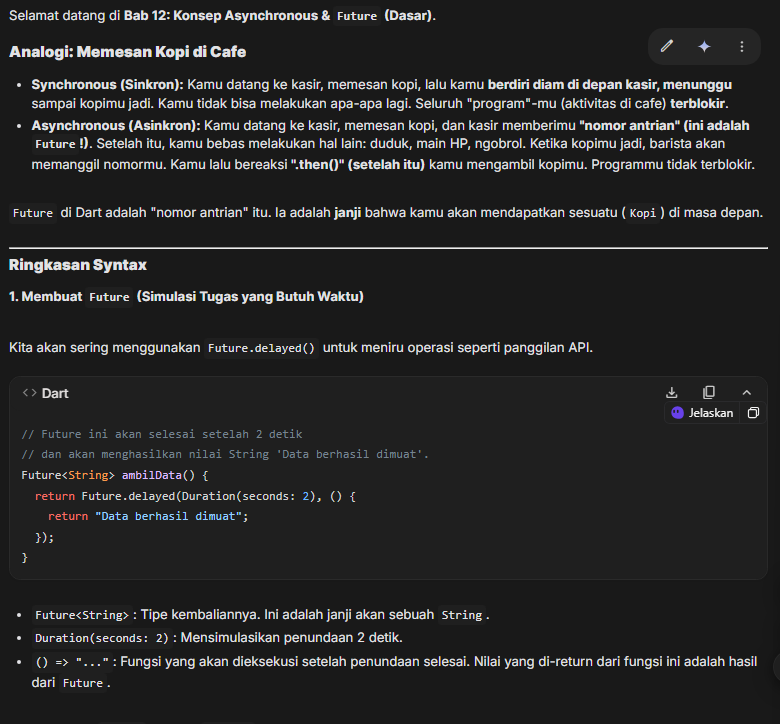 Selamat datang di Bab 12: Konsep Asynchronous & Future (Dasar).
Analogi: Memesan Kopi di Cafe
• Synchronous (Sinkron): Kamu datang ke kasir, memesan kopi, lalu kamu berdiri diam di depan kasir, menunggu
sampai kopimu jadi. Kamu tidak bisa melakukan apa-apa lagi. Seluruh "program"-mu (aktivitas di cafe) terblokir.
• Asynchronous (Asinkron): Kamu datang ke kasir, memesan kopi, dan kasir memberimu "nomor antrian" (ini adalah
Future!). Setelah itu, kamu bebas melakukan hal lain: duduk, main HP, ngobrol. Ketika kopimu jadi, barista akan
memanggil nomormu. Kamu lalu bereaksi ".then()" (setelah itu) kamu mengambil kopimu. Programmu tidak terblokir.
Future di Dart adalah "nomor antrian" itu. Ia adalah janji bahwa kamu akan mendapatkan sesuatu (Kopi) di masa depan.
Ringkasan Syntax
1. Membuat Future (Simulasi Tugas yang Butuh Waktu)
Kita akan sering menggunakan Future.delayed() untuk meniru operasi seperti panggilan API.
<> Dart
Jelaskan
// Future ini akan selesai setelah 2 detik
// dan akan menghasilkan nilai String 'Data berhasil dimuat'.
Future<String> ambilData() {
  return Future.delayed(Duration(seconds: 2), () {
    return "Data berhasil dimuat";
  });
}
• Future<String>: Tipe kembaliannya. Ini adalah janji akan sebuah String.
• Duration(seconds: 2): Mensimulasikan penundaan 2 detik.
• () => "...": Fungsi yang akan dieksekusi setelah penundaan selesai. Nilai yang di-return dari fungsi ini adalah hasil
dari Future.